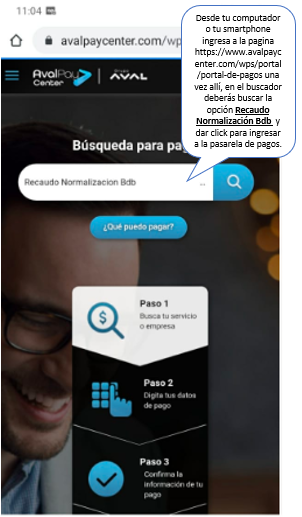 11:04
avalpaycenter.com/wp
AvalPay
Center
GRUPO
AVAL
Desde tu computador
o tu smartphone
ingresa a la pagina
https://www.avalpayc
enter.com/wps/portal
/portal-de-pagos una
vez allí, en el buscador
deberás buscar la
opción Recaudo
Normalización Bdb, y
dar click para ingresar
a la pasarela de pagos.
Búsqueda para pa
Recaudo Normalizacion Bdb ...
¿Qué puedo pagar?
Paso 1
Busca tu servicio
o empresa
Paso 2
Digita tus datos
de pago
Paso 3
Confirma la
información de tu
pago